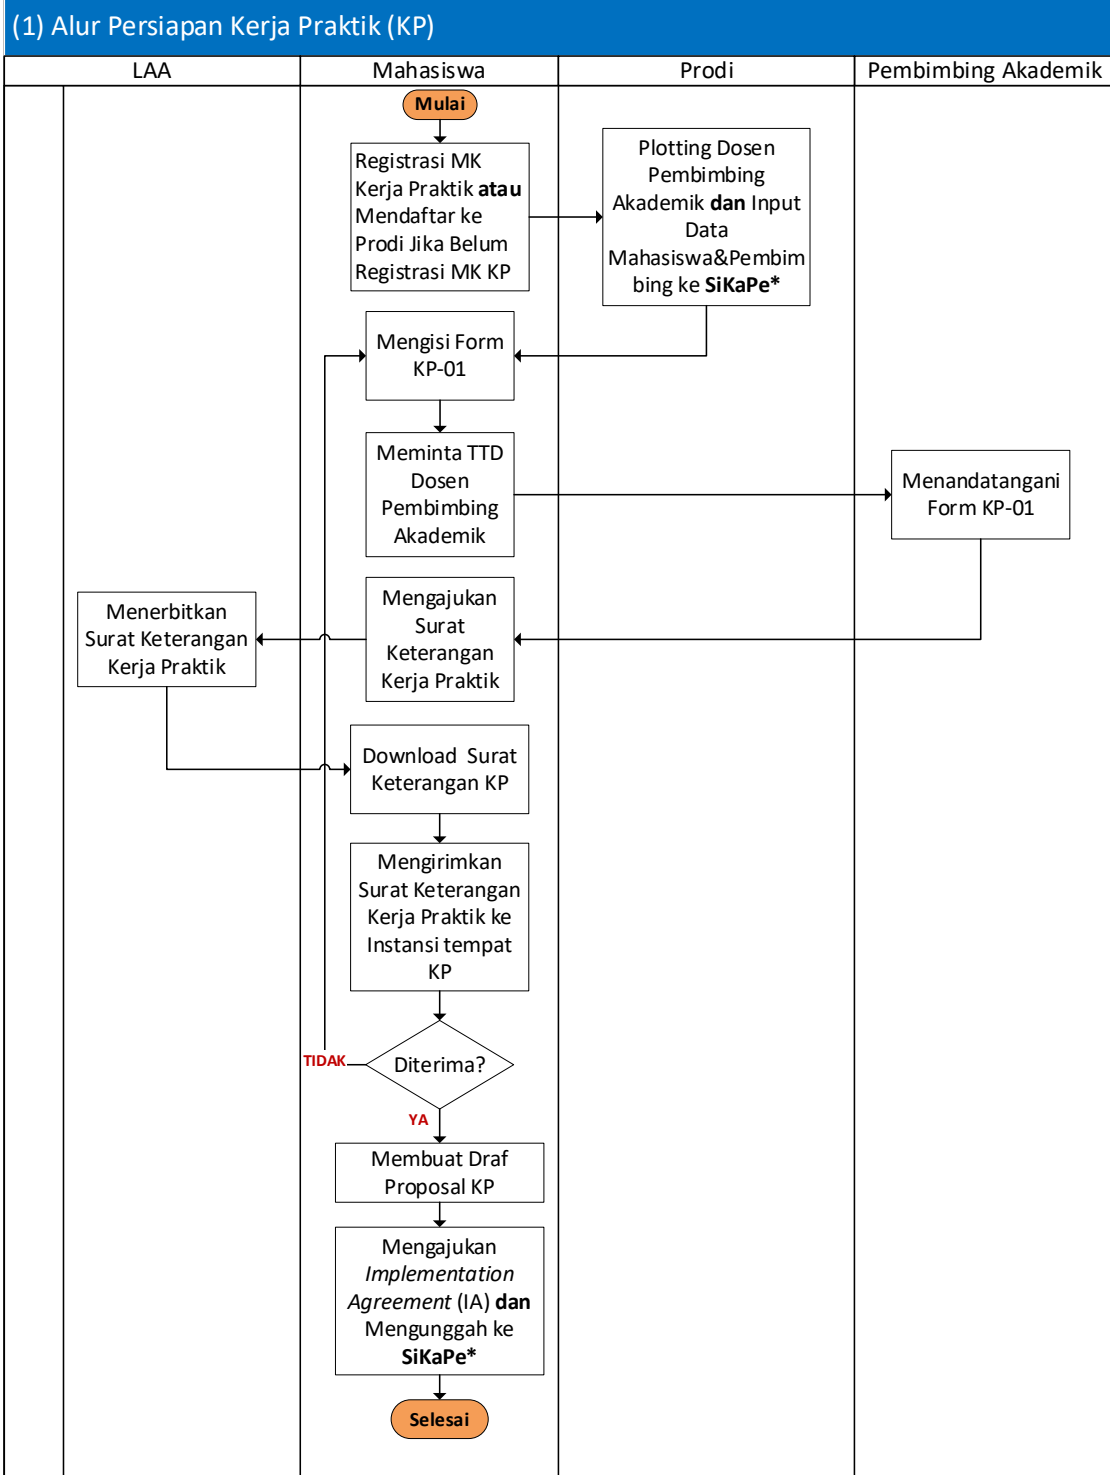 (1) Alur Persiapan Kerja Praktik (KP)
LAA
Mahasiswa
Prodi
Pembimbing Akademik
Mulai
Registrasi MK
Kerja Praktik atau
Mendaftar ke
Prodi Jika Belum
Registrasi MK KP
Plotting Dosen
Pembimbing
Akademik dan Input
Data
Mahasiswa&Pembim
bing ke SiKaPe*
Mengisi Form
KP-01
Meminta TTD
Dosen
Pembimbing
Akademik
Menandatangani
Form KP-01
Mengajukan
Surat
Keterangan
Kerja Praktik
Menerbitkan
Surat Keterangan
Kerja Praktik
Download  Surat
Keterangan KP
Mengirimkan
Surat Keterangan
Kerja Praktik ke
Instansi tempat
KP
Diterima?
TIDAK
YA
Membuat Draf
Proposal KP
Mengajukan
Implementation
Agreement (IA) dan
Mengunggah ke
SiKaPe*
Selesai